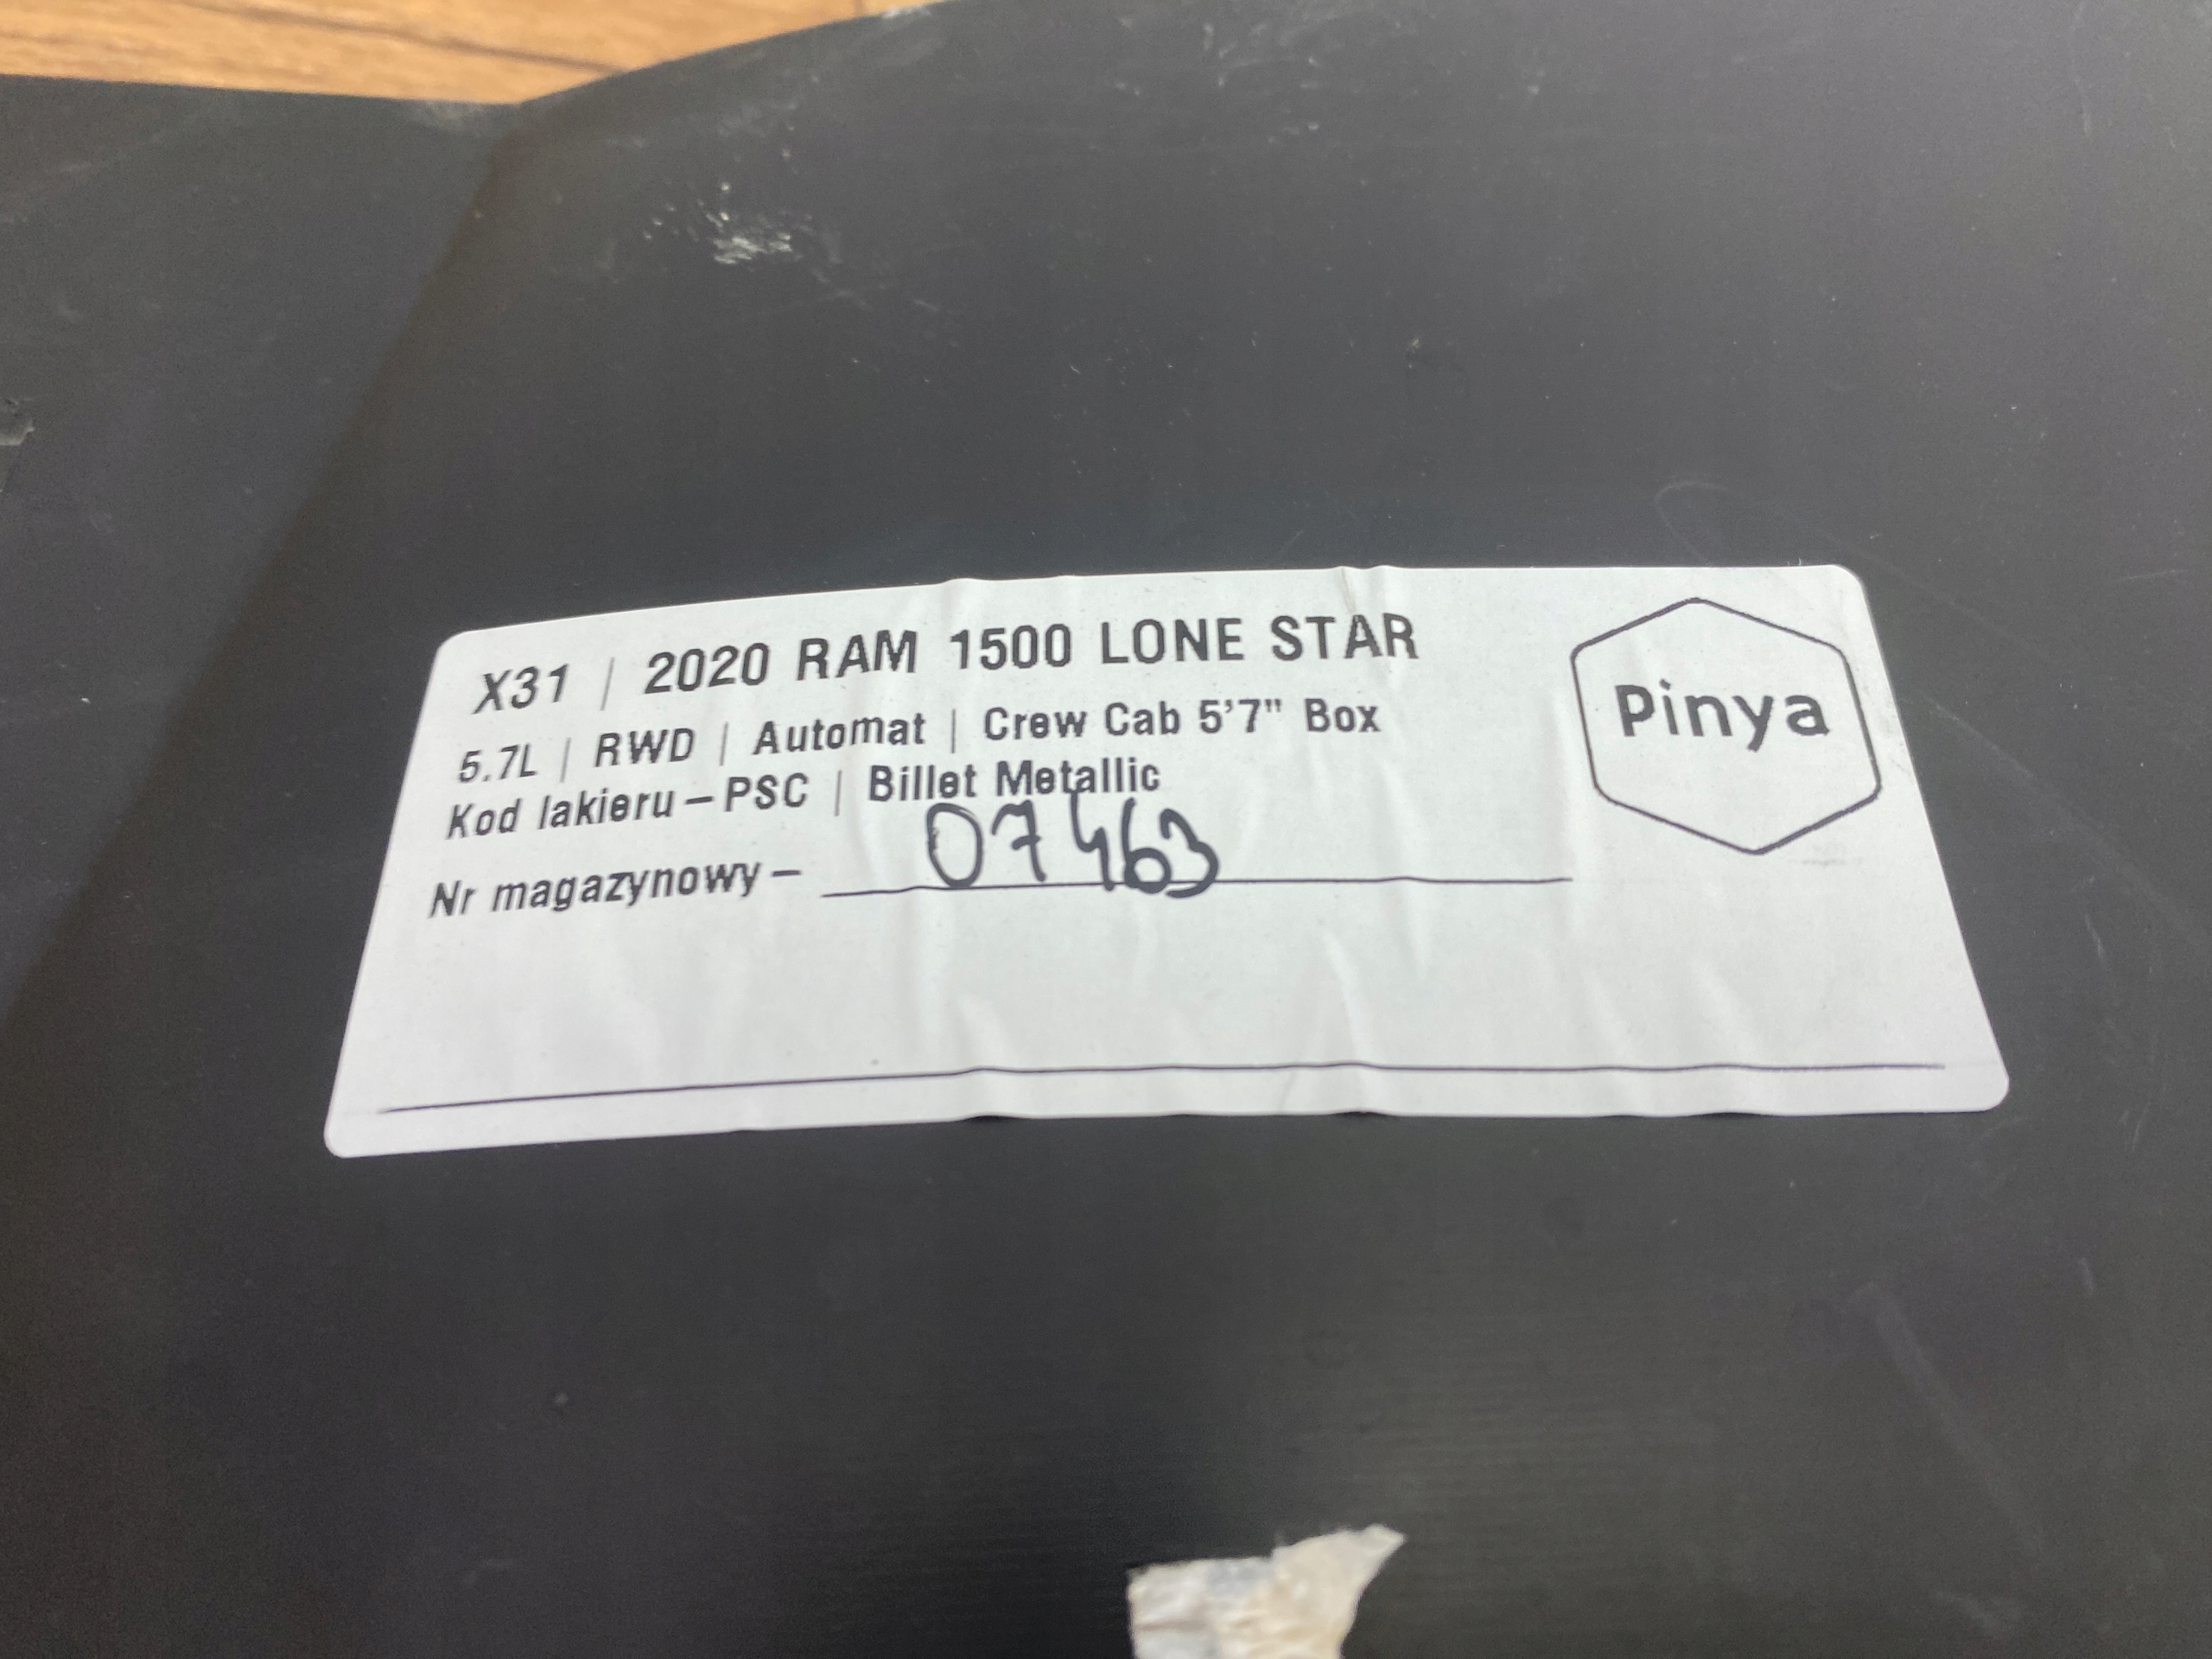 X31 | 2020 RAM 1500 LONE STAR
5.7L | RWD | Automat | Crew Cab 5'7" Box
Kod lakieru – PSC | Billet Metallic
Nr magazynowy – 07463
Pinya